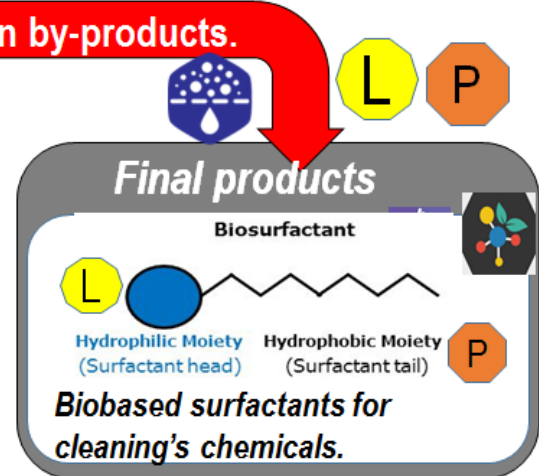 n by-products.
L P
Final products
Biosurfactant
L
Hydrophilic Moiety Hydrophobic Moiety
(Surfactant head) (Surfactant tail)
P
Biobased surfactants for
cleaning's chemicals.